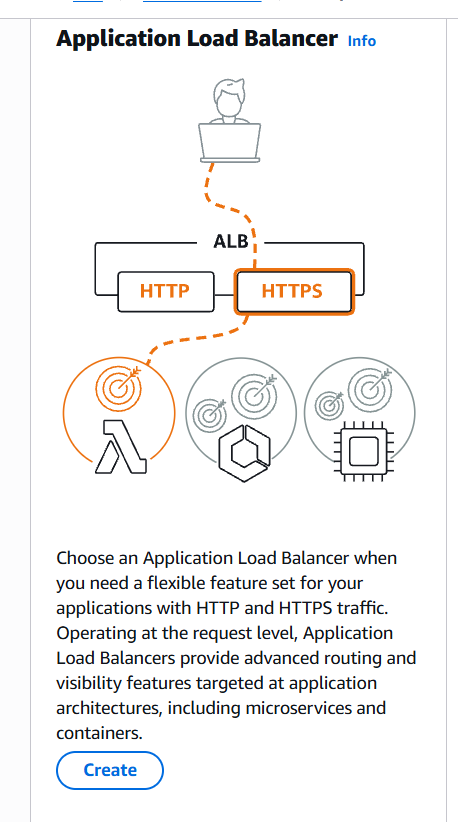 Application Load Balancer Info
ALB
HTTP HTTPS
Choose an Application Load Balancer when
you need a flexible feature set for your
applications with HTTP and HTTPS traffic.
Operating at the request level, Application
Load Balancers provide advanced routing and
visibility features targeted at application
architectures, including microservices and
containers.
Create